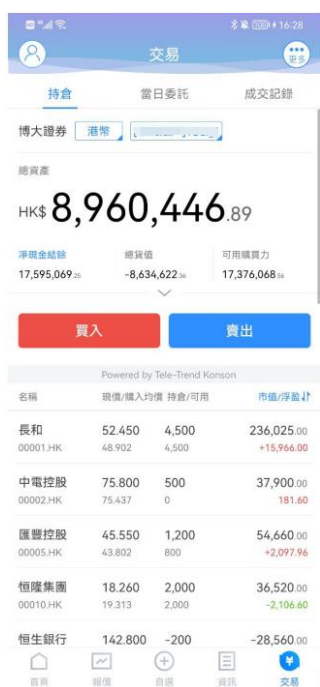 100 16:28
交易
更多
持倉 當日委託 成交記錄
博大證券 港幣
總資產
HK$ 8,960,446.89
淨現金結餘 總貨值 可用購買力
17,595,069.25 -8,634,622.36 17,376,068.56
買入 賣出
Powered by Tele-Trend Konson
名稱 現價/購入均價 持倉/可用 市值/浮盈
長和 52.450 4,500 236,025.00
00001.HK 48.902 4,500 +15,966.00
中電控股 75.800 500 37,900.00
00002.HK 75.437 0 181.60
匯豐控股 45.550 1,200 54,660.00
00005.HK 43.802 800 +2,097.96
恒隆集團 18.260 2,000 36,520.00
00010.HK 19.313 2,000 -2,106.60
恒生銀行 142.800 -200 -28,560.00
首頁 報價 自選 資訊 交易